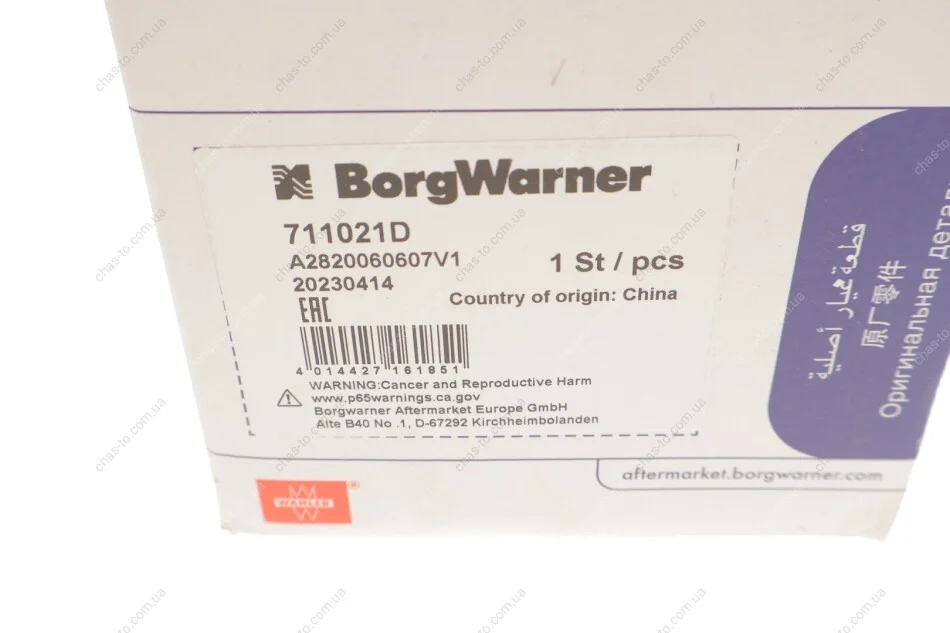 BorgWarner
711021D
A2820060607V1
20230414
1 St / pcs
Country of origin: China
EAC
4 014427 161851
WARNING:Cancer and Reproductive Harm
www.p65warnings.ca.gov
Borgwarner Aftermarket Europe GmbH
Alte B40 No .1, D-67292 Kirchheimbolanden
قطعة غيار أصلية
原厂零件
Оригинальная дета
aftermarket.borgwarner.com
WAHLER®
chas-to.com.ua